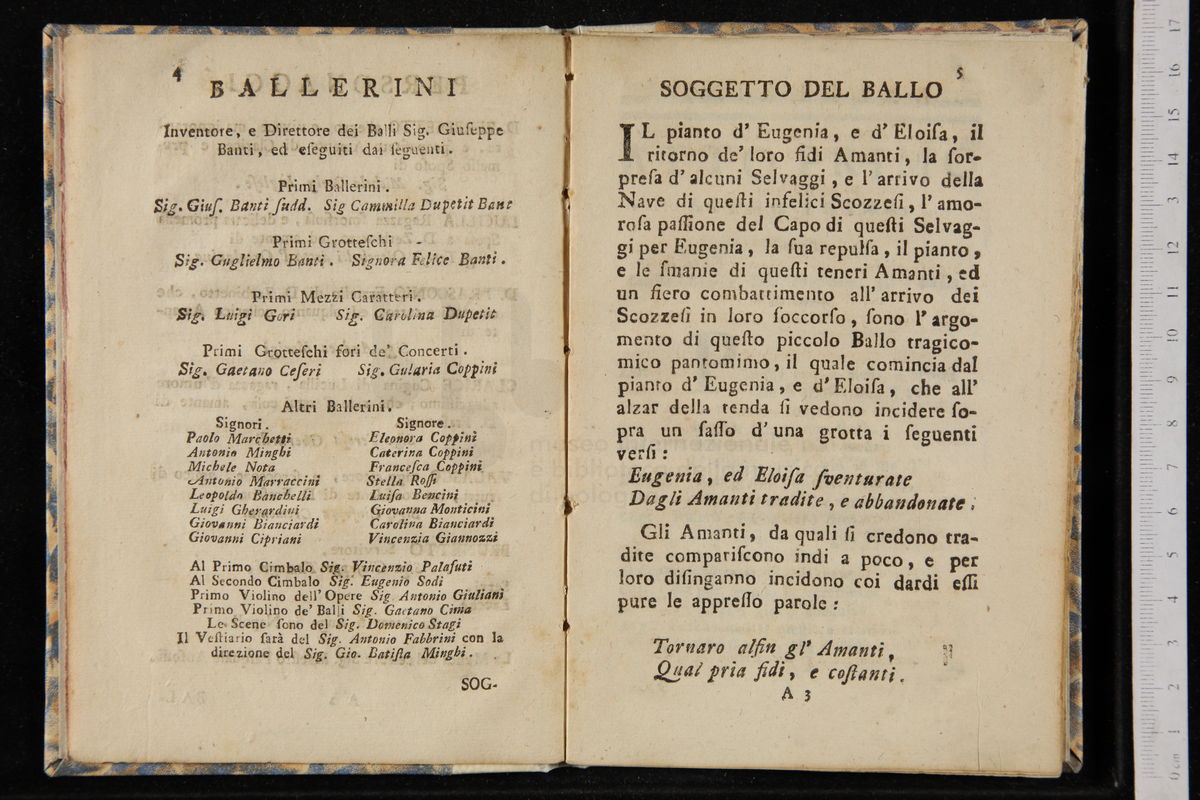 4
BALLERINI
Inventore, e Direttore dei Balli Sig. Giuſeppe
Banti, ed eſeguiti dai ſeguenti.
Primi Ballerini.
Sig. Giuſ. Banti ſudd. Sig Cammilla Dupetit Bant
Primi Grotteſchi
Sig. Guglielmo Banti. Signora Felice Banti.
Primi Mezzi Caratteri.
Sig. Luigi Gori Sig. Carolina Dupetit
Primi Grotteſchi fori de' Concerti.
Sig. Gaetano Ceſeri Sig. Gularia Coppini
Altri Ballerini.
Signori. Signore.
Paolo Marchetti Eleonora Coppini
Antonio Minghi Caterina Coppini
Michele Nota Franceſca Coppini
Antonio Marraccini Stella Roſſi
Leopoldo Banchelli Luiſa Bencini
Luigi Gherardini Giovanna Monticini
Giovanni Bianciardi Carolina Bianciardi
Giovanni Cipriani Vincenzia Giannozzi
Al Primo Cimbalo Sig. Vincenzio Palaſuti
Al Secondo Cimbalo Sig. Eugenio Sodi
Primo Violino dell' Opere Sig Antonio Giuliani
Primo Violino de' Balli Sig. Gaetano Cima
Le Scene ſono del Sig. Domenico Stagi
Il Veſtiario ſarà del Sig. Antonio Fabbrini con la
direzione del Sig. Gio. Batiſta Minghi.
SOG-
5
SOGGETTO DEL BALLO
IL pianto d' Eugenia, e d' Eloiſa, il
ritorno de' loro fidi Amanti, la ſor-
preſa d' alcuni Selvaggi, e l' arrivo della
Nave di queſti infelici Scozzeſi, l' amo-
roſa paſſione del Capo di queſti Selvag-
gi per Eugenia, la ſua repulſa, il pianto,
e le ſmanie di queſti teneri Amanti, ed
un fiero combattimento all' arrivo dei
Scozzeſi in loro ſoccorſo, ſono l' argo-
mento di queſto piccolo Ballo tragico-
mico pantomimo, il quale comincia dal
pianto d' Eugenia, e d' Eloiſa, che all'
alzar della tenda ſi vedono incidere ſo-
pra un ſaſſo d' una grotta i ſeguenti
verſi:
Eugenia, ed Eloiſa ſventurate
Dagli Amanti tradite, e abbandonate.
Gli Amanti, da quali ſi credono tra-
dite compariſcono indi a poco, e per
loro diſinganno incidono coi dardi eſſi
pure le appreſſo parole:
Tornaro alfin gl' Amanti,
Qual pria fidi, e coſtanti.
A 3